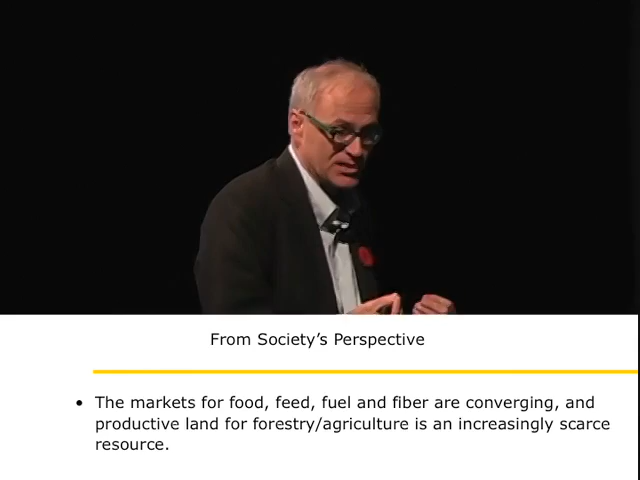 From Society’s Perspective
• The markets for food, feed, fuel and fiber are converging, and
productive land for forestry/agriculture is an increasingly scarce
resource.